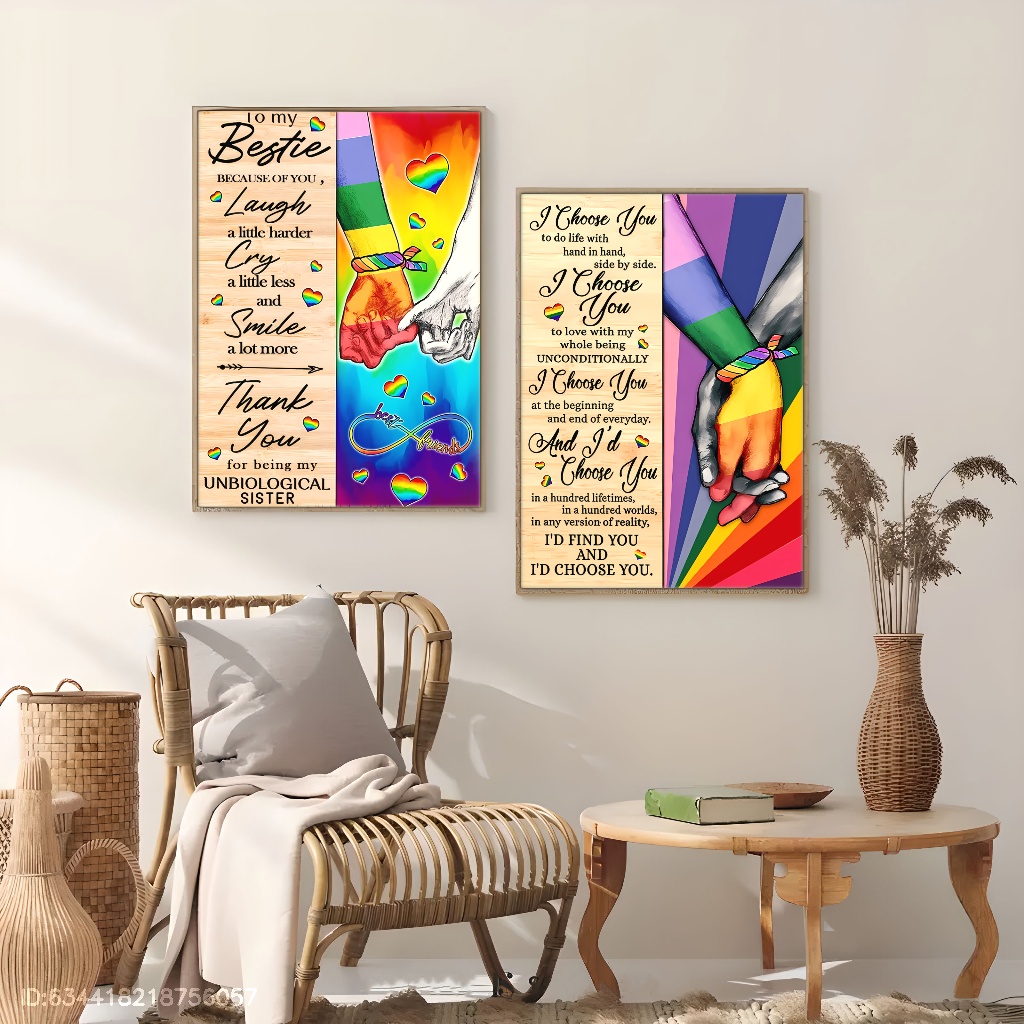 To my
Bestie
BECAUSE OF YOU,
Laugh
a little harder
Cry
a little less
and
Smile
a lot more
Thank
You
for being my
UNBIOLOGICAL
SISTER
best
friends
I Choose You
to do life with
hand in hand,
side by side.
I Choose
You
to love with my
whole being
UNCONDITIONALLY
I Choose You
at the beginning
and end of everyday.
And I'd
Choose You
in a hundred lifetimes,
in a hundred worlds,
in any version of reality,
I'D FIND YOU
AND
I'D CHOOSE YOU.
ID:634418218756057